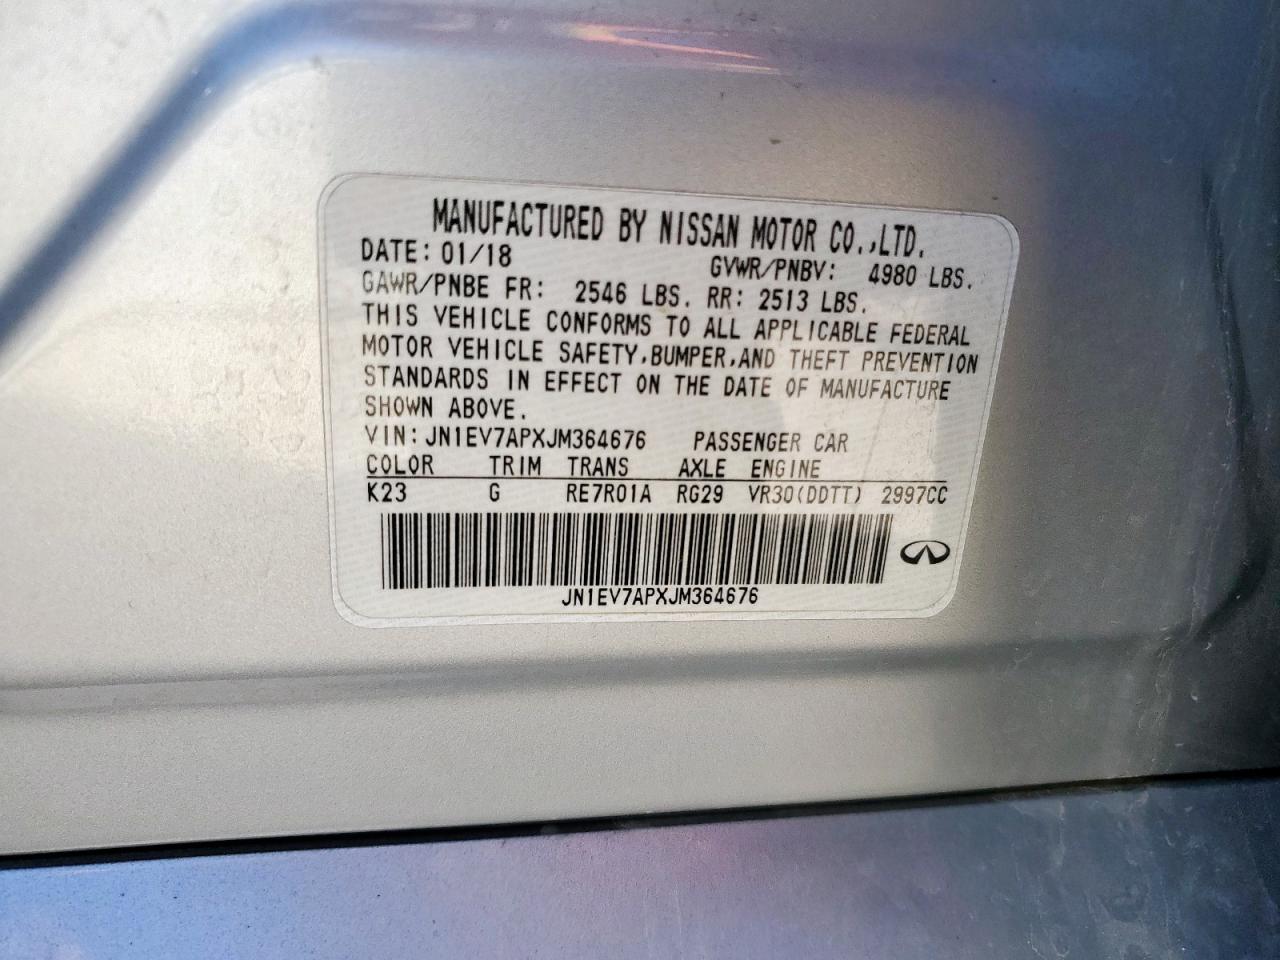 MANUFACTURED BY NISSAN MOTOR CO.,LTD.
DATE: 01/18 GVWR/PNBV: 4980 LBS.
GAWR/PNBE FR: 2546 LBS. RR: 2513 LBS.
THIS VEHICLE CONFORMS TO ALL APPLICABLE FEDERAL
MOTOR VEHICLE SAFETY,BUMPER,AND THEFT PREVENTION
STANDARDS IN EFFECT ON THE DATE OF MANUFACTURE
SHOWN ABOVE.
VIN: JN1EV7APXJM364676 PASSENGER CAR
COLOR TRIM TRANS AXLE ENGINE
K23 G RE7R01A RG29 VR30(DDTT) 2997CC
JN1EV7APXJM364676